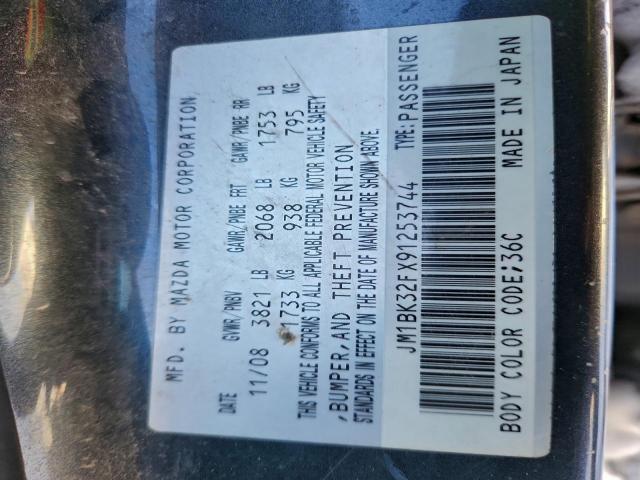 MFD. BY MAZDA MOTOR CORPORATION
DATE GVWR/PNBV GAWR/PNBE FRT GAWR/PNBE RR
11/08 3821 LB 2068 LB 1753 LB
1733 KG 938 KG 795 KG
THIS VEHICLE CONFORMS TO ALL APPLICABLE FEDERAL MOTOR VEHICLE SAFETY
,BUMPER,AND THEFT PREVENTION
STANDARDS IN EFFECT ON THE DATE OF MANUFACTURE SHOWN ABOVE.
JM1BK32FX91253744 TYPE:PASSENGER
BODY COLOR CODE;36C MADE IN JAPAN